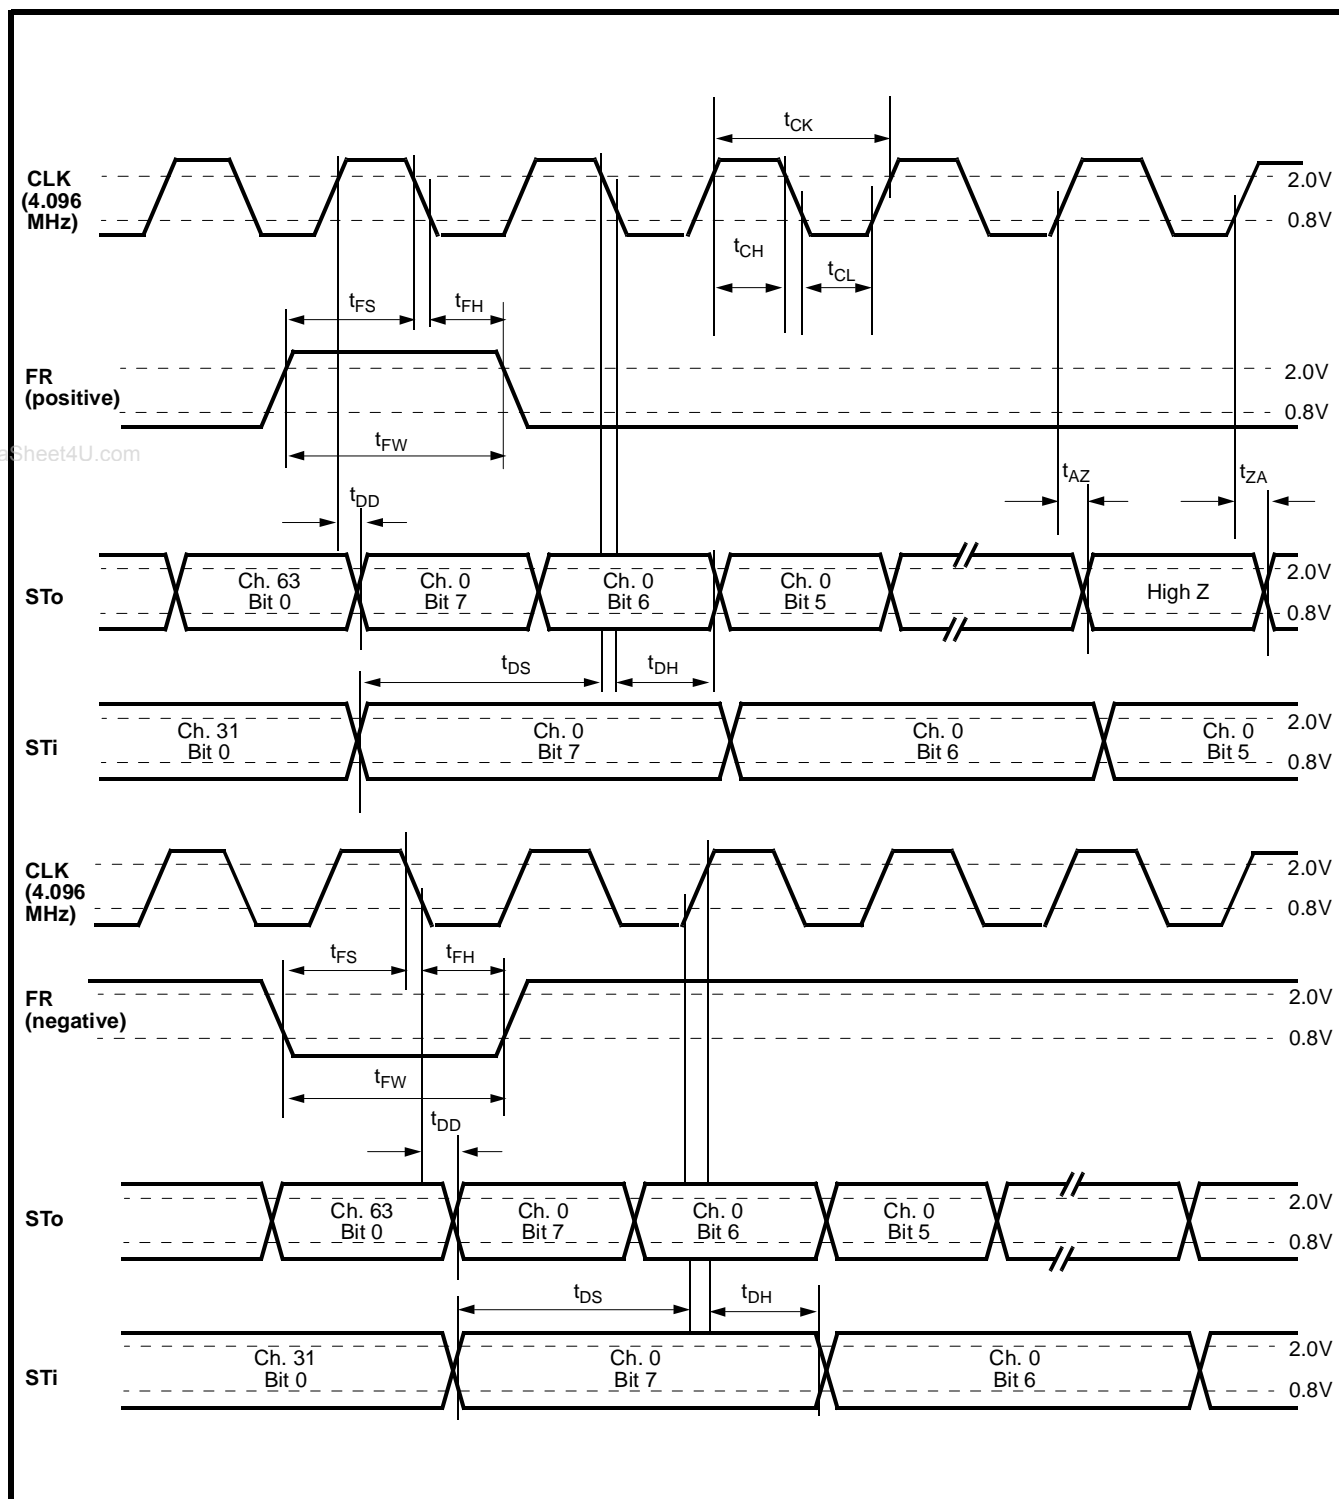 tCK
CLK
(4.096
MHz)
2.0V
0.8V
tCH
tCL
tFS
tFH
FR
(positive)
2.0V
0.8V
tFW
aSheet4U.com
tAZ
tZA
tDD
STo
Ch. 63
Bit 0
Ch. 0
Bit 7
Ch. 0
Bit 6
Ch. 0
Bit 5
High Z
2.0V
0.8V
tDS
tDH
STi
Ch. 31
Bit 0
Ch. 0
Bit 7
Ch. 0
Bit 6
Ch. 0
Bit 5
2.0V
0.8V
CLK
(4.096
MHz)
2.0V
0.8V
tFS
tFH
FR
(negative)
2.0V
0.8V
tFW
tDD
STo
Ch. 63
Bit 0
Ch. 0
Bit 7
Ch. 0
Bit 6
Ch. 0
Bit 5
2.0V
0.8V
tDS
tDH
STi
Ch. 31
Bit 0
Ch. 0
Bit 7
Ch. 0
Bit 6
2.0V
0.8V